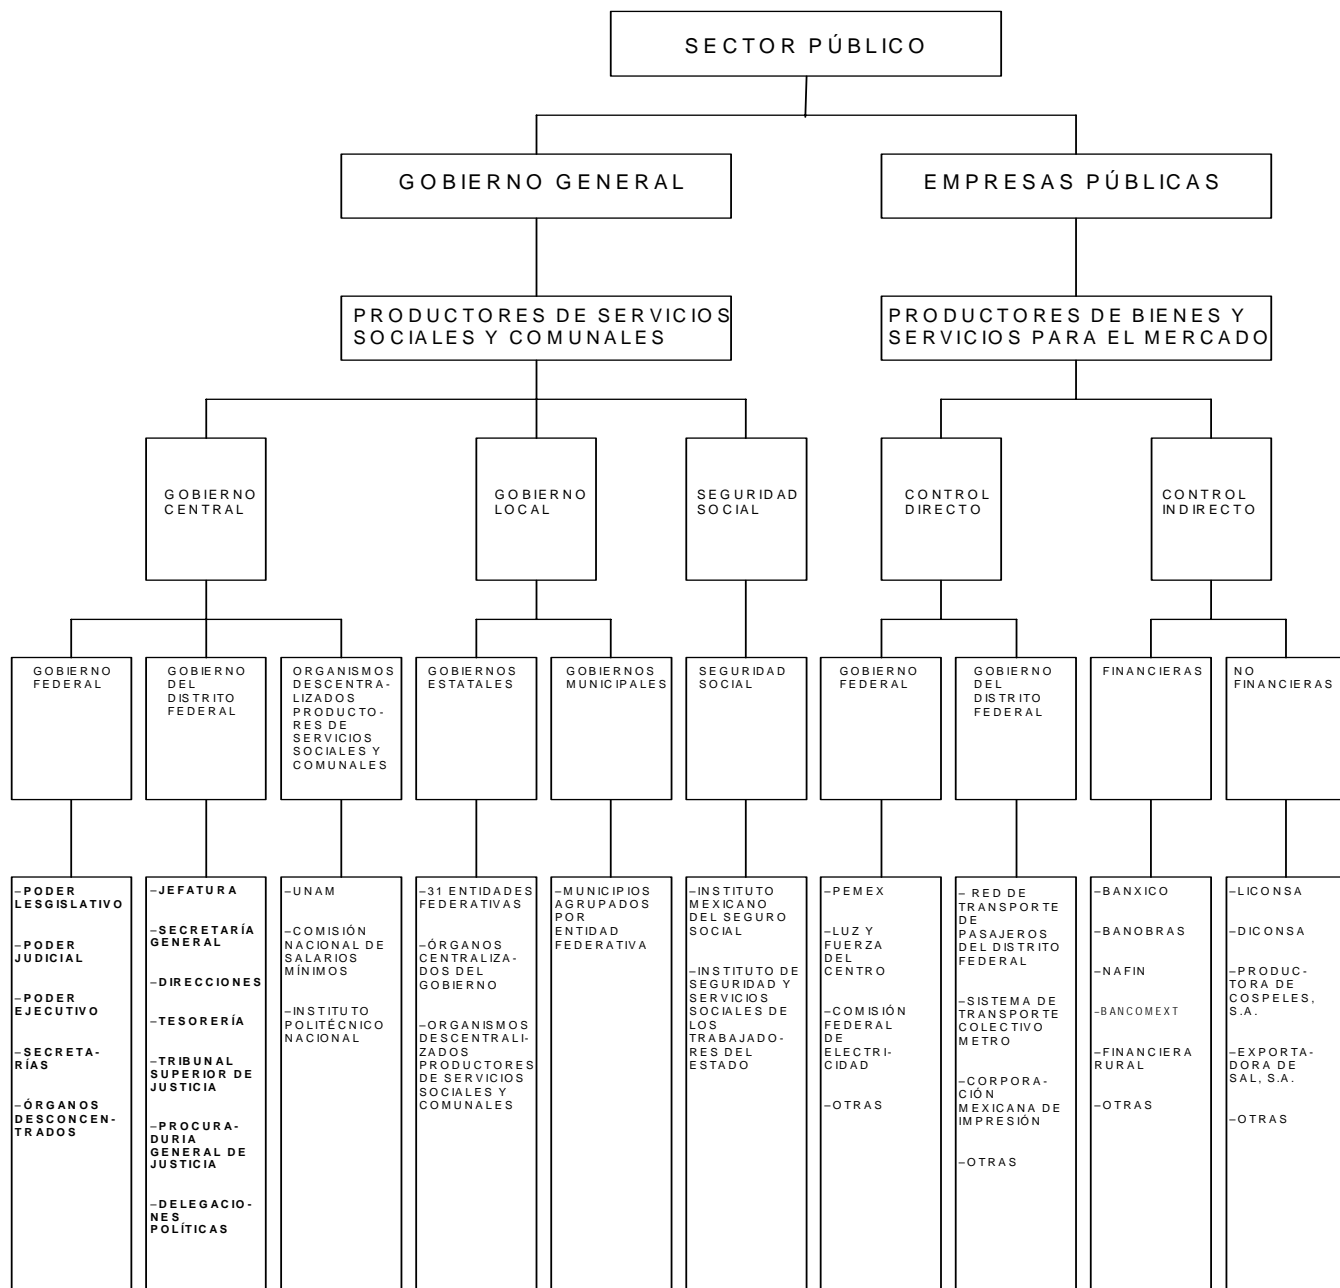 SECTOR PÚBLICO
GOBIERNO GENERAL
EMPRESAS PÚBLICAS
PRODUCTORES DE SERVICIOS
SOCIALES Y COMUNALES
PRODUCTORES DE BIENES Y
SERVICIOS PARA EL MERCADO
GOBIERNO
CENTRAL
GOBIERNO
LOCAL
SEGURIDAD
SOCIAL
CONTROL
DIRECTO
CONTROL
INDIRECTO
GOBIERNO
FEDERAL
GOBIERNO
DEL
DISTRITO
FEDERAL
ORGANISMOS
DESCENTRA-
LIZADOS
PRODUCTO-
RES DE
SERVICIOS
SOCIALES Y
COMUNALES
GOBIERNOS
ESTATALES
GOBIERNOS
MUNICIPALES
SEGURIDAD
SOCIAL
GOBIERNO
FEDERAL
GOBIERNO
DEL
DISTRITO
FEDERAL
FINANCIERAS
NO
FINANCIERAS
–PODER
LESGISLATIVO
–PODER
JUDICIAL
–PODER
EJECUTIVO
–SECRETA-
RÍAS
–ÓRGANOS
DESCONCEN-
TRADOS
–JEFATURA
–SECRETARÍA
GENERAL
–DIRECCIONES
–TESORERÍA
–TRIBUNAL
SUPERIOR DE
JUSTICIA
–PROCURA-
DURIA
GENERAL DE
JUSTICIA
–DELEGACIO-
NES
POLÍTICAS
–UNAM
–COMISIÓN
NACIONAL DE
SALARIOS
MÍNIMOS
–INSTITUTO
POLITÉCNICO
NACIONAL
–31 ENTIDADES
FEDERATIVAS
–ÓRGANOS
CENTRALIZA-
DOS DEL
GOBIERNO
–ORGANISMOS
DESCENTRALI-
ZADOS
PRODUCTORES
DE SERVICIOS
SOCIALES Y
COMUNALES
–MUNICIPIOS
AGRUPADOS
POR
ENTIDAD
FEDERATIVA
–INSTITUTO
MEXICANO
DEL SEGURO
SOCIAL
–INSTITUTO DE
SEGURIDAD Y
SERVICIOS
SOCIALES DE
LOS
TRABAJADO-
RES DEL
ESTADO
–PEMEX
–LUZ Y
FUERZA
DEL
CENTRO
–COMISIÓN
FEDERAL
DE
ELECTRI-
CIDAD
–OTRAS
– RED DE
TRANSPORTE
DE
PASAJEROS
DEL DISTRITO
FEDERAL
–SISTEMA DE
TRANSPORTE
COLECTIVO
METRO
–CORPORA-
CIÓN
MEXICANA DE
IMPRESIÓN
–OTRAS
–BANXICO
–BANOBRAS
–NAFIN
–BANCOMEXT
–FINANCIERA
RURAL
–OTRAS
–LICONSA
–DICONSA
–PRODUC-
TORA DE
COSPELES,
S.A.
–EXPORTA-
DORA DE
SAL, S.A.
–OTRAS